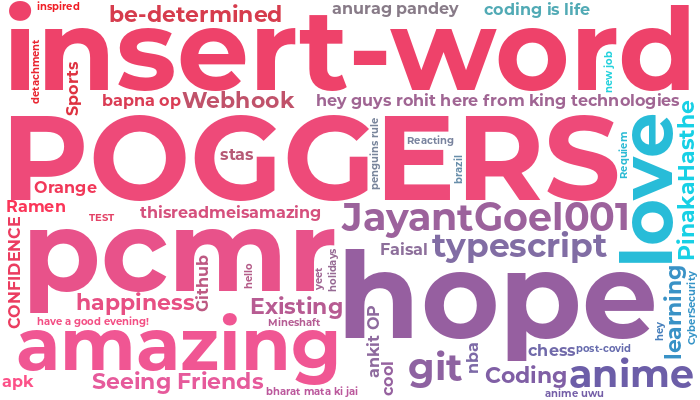 inspired
be-determined
anurag pandey
coding is life
insert-word
detachment
Sports
new job
bapna op
Webhook
hey guys rohit here from king technologies
POGGERS
stas
penguins rule
Reacting
brazil
Requiem
love
PinakaHasthe
Orange
Ramen
TEST
thisreadmeisamazing
JayantGoel001
CONFIDENCE
pcmr
Github
hello
yeet
holidays
Faisal
typescript
hope
happiness
Existing
Mineshaft
have a good evening!
amazing
ankit OP
cool
git
nba
chess
post-covid
hey
learning
cybersecurity
apk
Seeing Friends
bharat mata ki jai
Coding
anime
anime uwu